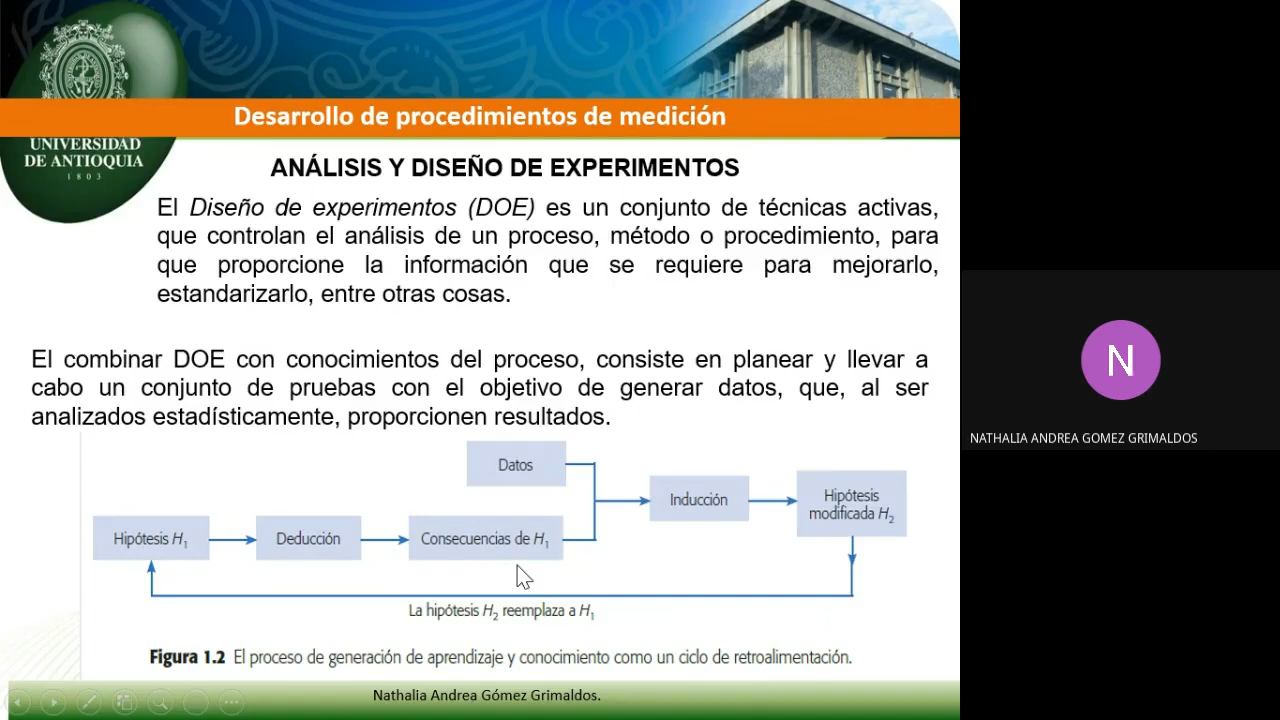 Desarrollo de procedimientos de medición
UNIVERSIDAD
DE ANTIOQUIA
1803
ANÁLISIS Y DISEÑO DE EXPERIMENTOS
El Diseño de experimentos (DOE) es un conjunto de técnicas activas,
que controlan el análisis de un proceso, método o procedimiento, para
que proporcione la información que se requiere para mejorarlo,
estandarizarlo, entre otras cosas.
El combinar DOE con conocimientos del proceso, consiste en planear y llevar a
cabo un conjunto de pruebas con el objetivo de generar datos, que, al ser
analizados estadísticamente, proporcionen resultados.
Datos
Hipótesis H1
Deducción
Consecuencias de H1
Inducción
Hipótesis
modificada H2
La hipótesis H2 reemplaza a H1
Figura 1.2 El proceso de generación de aprendizaje y conocimiento como un ciclo de retroalimentación.
Nathalia Andrea Gómez Grimaldos.
N
NATHALIA ANDREA GOMEZ GRIMALDOS